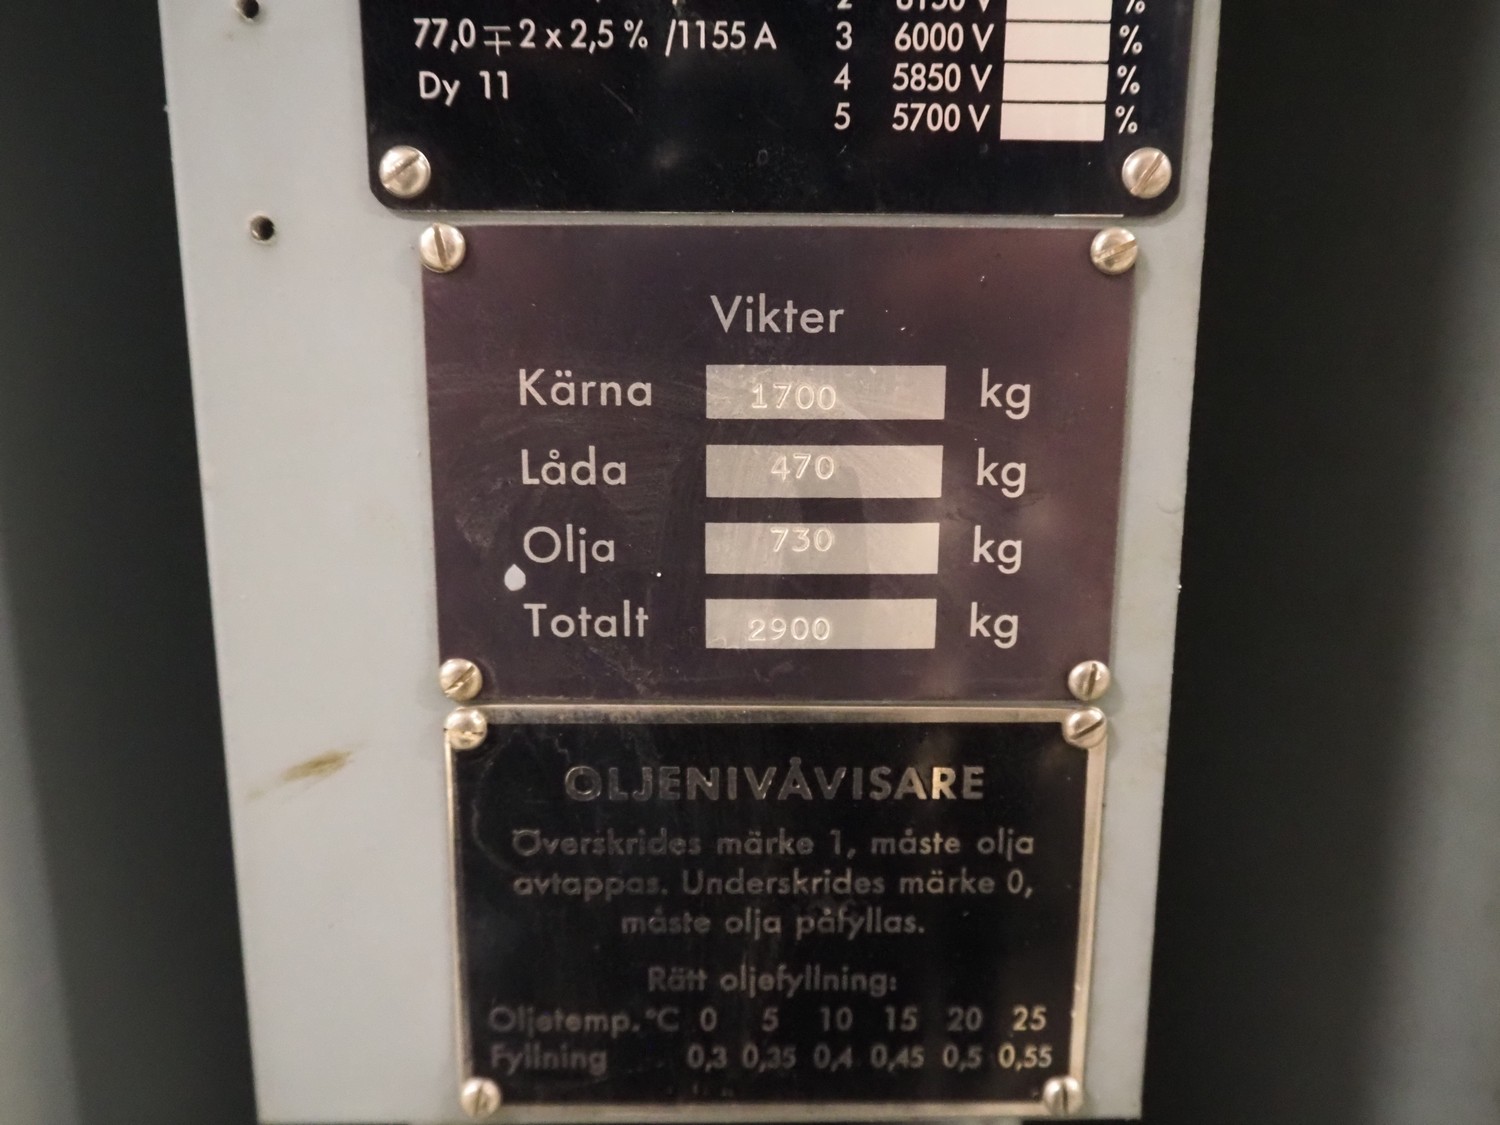 2 6150 V %
77,0 ∓ 2 x 2,5 % /1155 A 3 6000 V %
Dy 11 4 5850 V %
5 5700 V %
Vikter
Kärna 1700 kg
Låda 470 kg
Olja 730 kg
Totalt 2900 kg
OLJENIVÅVISARE
Överskrides märke 1, måste olja
avtappas. Underskrides märke 0,
måste olja påfyllas.
Rätt oljefyllning:
Oljetemp. °C 0 5 10 15 20 25
Fyllning 0,3 0,35 0,4 0,45 0,5 0,55